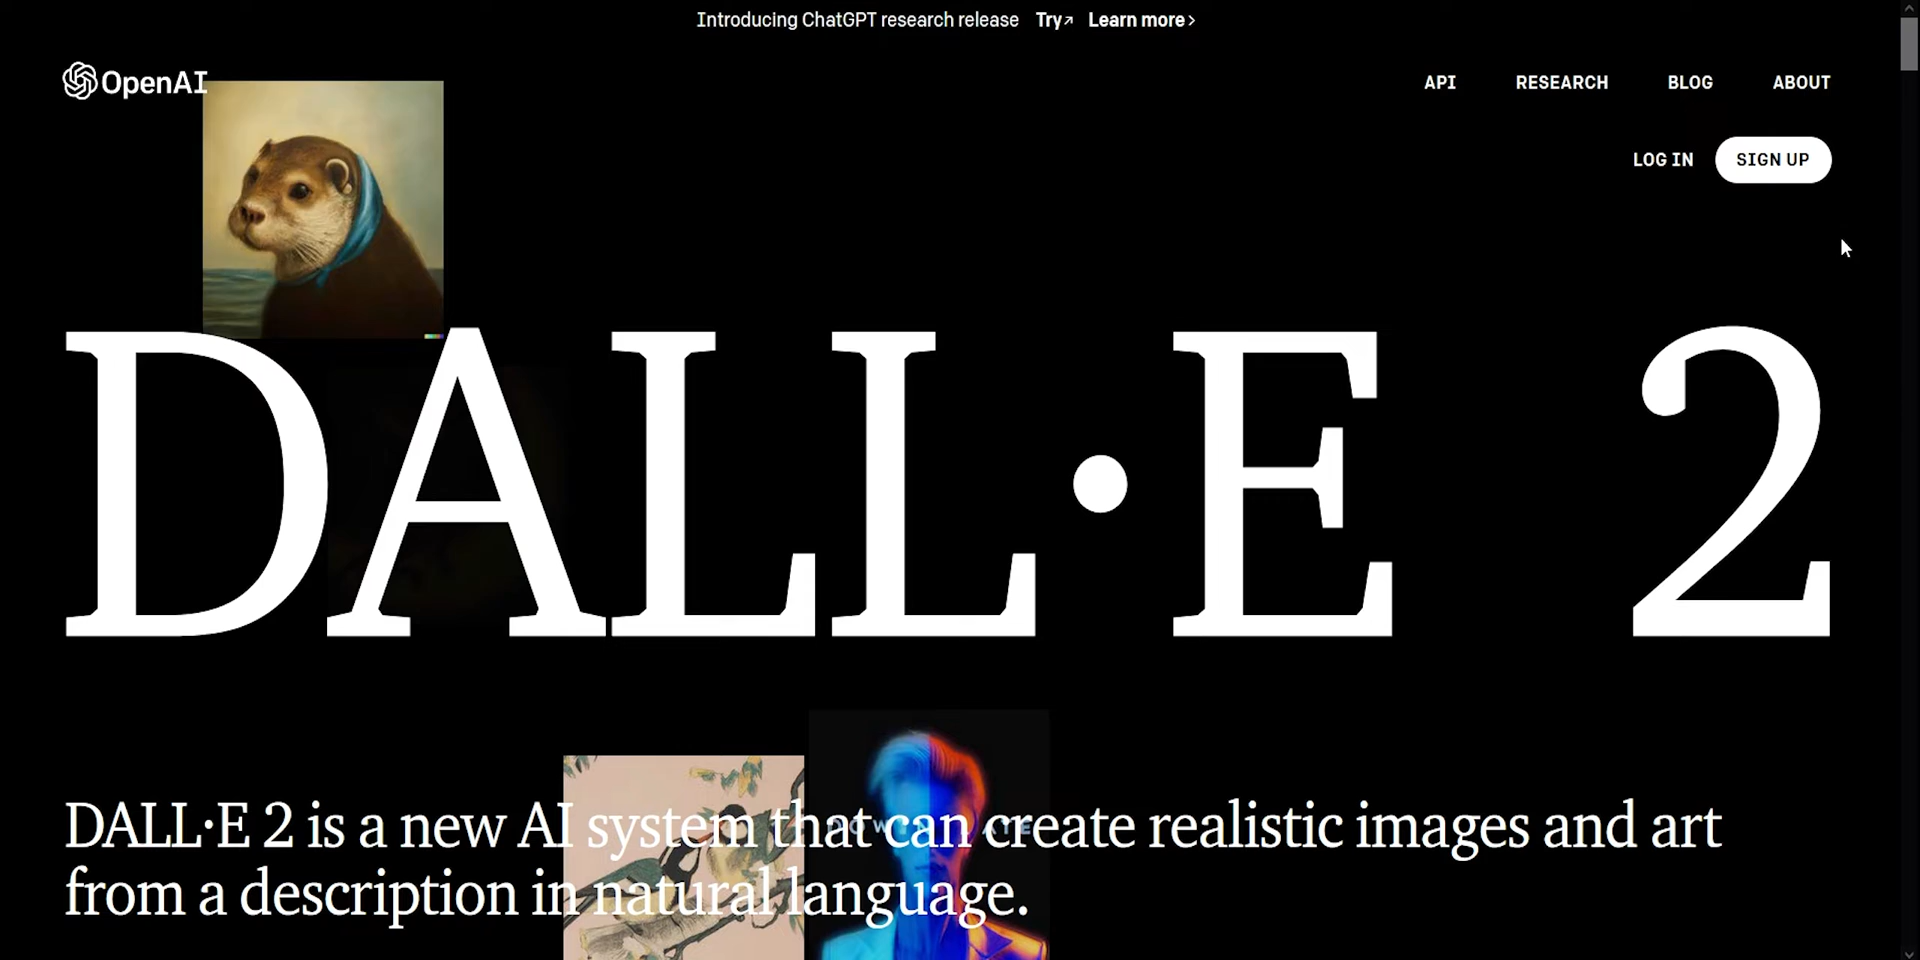 Introducing ChatGPT research release Try↗ Learn more›
OpenAI
API RESEARCH BLOG ABOUT
LOG IN SIGN UP
DALL·E 2
DALL·E 2 is a new AI system that can create realistic images and art
from a description in natural language.